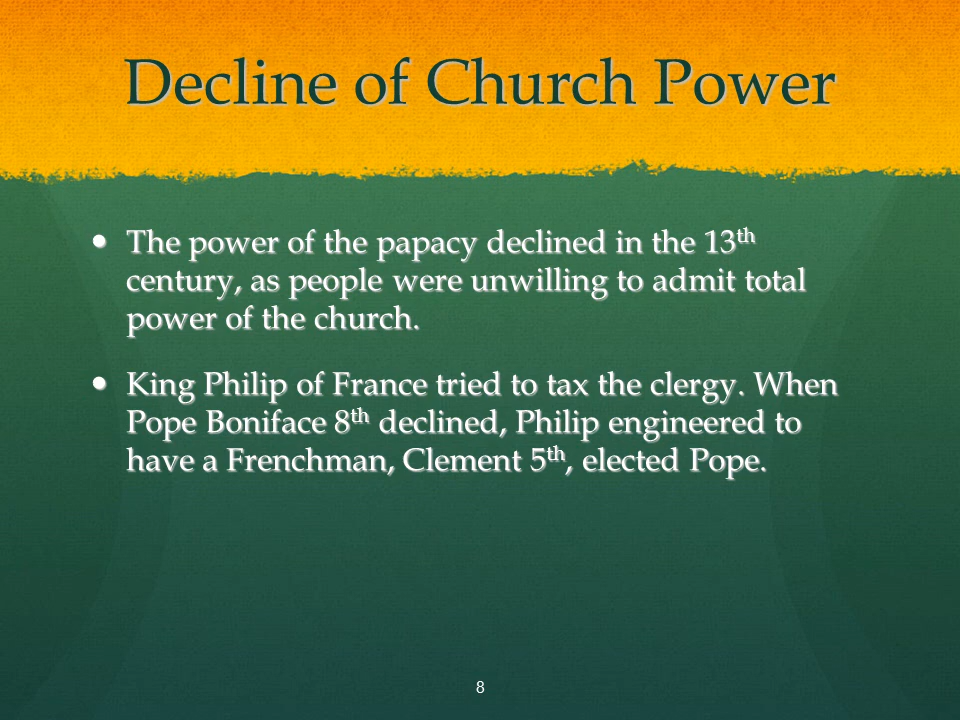 Decline of Church Power
• The power of the papacy declined in the 13th
century, as people were unwilling to admit total
power of the church.
• King Philip of France tried to tax the clergy. When
Pope Boniface 8th declined, Philip engineered to
have a Frenchman, Clement 5th, elected Pope.
8